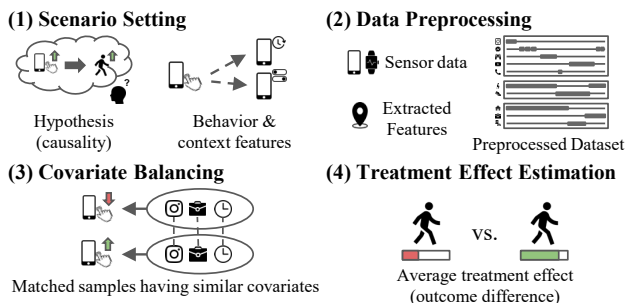 (1) Scenario Setting
?
Hypothesis
(causality)
Behavior &
context features
(2) Data Preprocessing
Sensor data
Extracted
Features
Preprocessed Dataset
(3) Covariate Balancing
Matched samples having similar covariates
(4) Treatment Effect Estimation
vs.
Average treatment effect
(outcome difference)